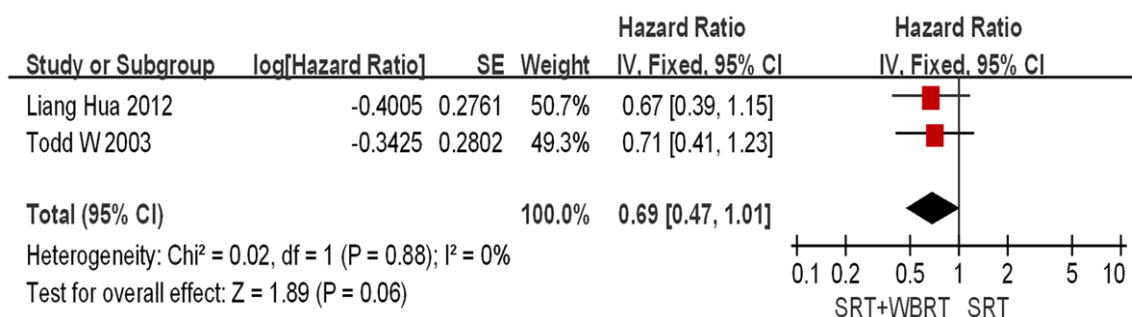 Hazard Ratio Hazard Ratio
Study or Subgroup log[Hazard Ratio] SE Weight IV, Fixed, 95% CI IV, Fixed, 95% CI
Liang Hua 2012 -0.4005 0.2761 50.7% 0.67 [0.39, 1.15]
Todd W 2003 -0.3425 0.2802 49.3% 0.71 [0.41, 1.23]
Total (95% CI) 100.0% 0.69 [0.47, 1.01]
Heterogeneity: Chi² = 0.02, df = 1 (P = 0.88); I² = 0%
Test for overall effect: Z = 1.89 (P = 0.06)
0.1 0.2 0.5 1 2 5 10
SRT+WBRT SRT